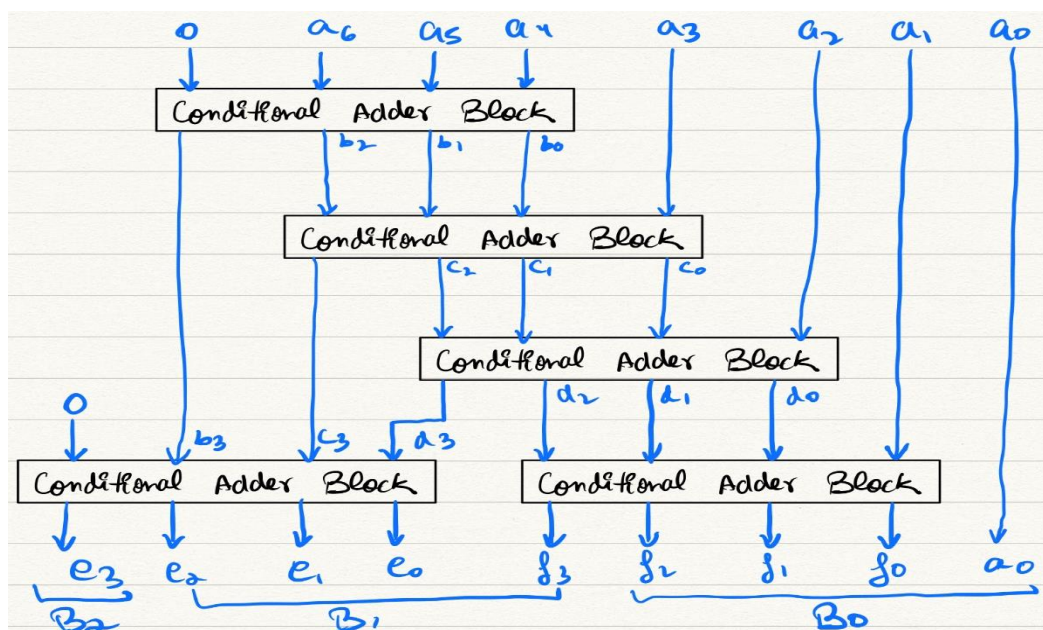 0 a6 a5 a4 a3 a2 a1 a0
Conditional Adder Block
b2 b1 b0
Conditional Adder Block
c2 c1 c0
Conditional Adder Block
0 d2 d1 d0
b3 c3 d3
Conditional Adder Block Conditional Adder Block
e3 e2 e1 e0 f3 f2 f1 f0 a0
B2 B1 B0